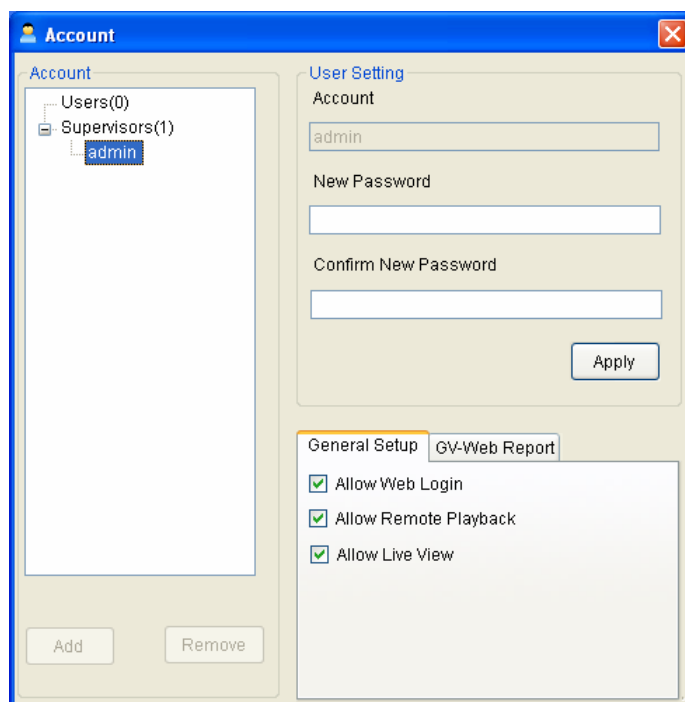 Account
Account
Users(0)
Supervisors(1)
admin
Add
Remove
User Setting
Account
admin
New Password
Confirm New Password
Apply
General Setup
GV-Web Report
Allow Web Login
Allow Remote Playback
Allow Live View